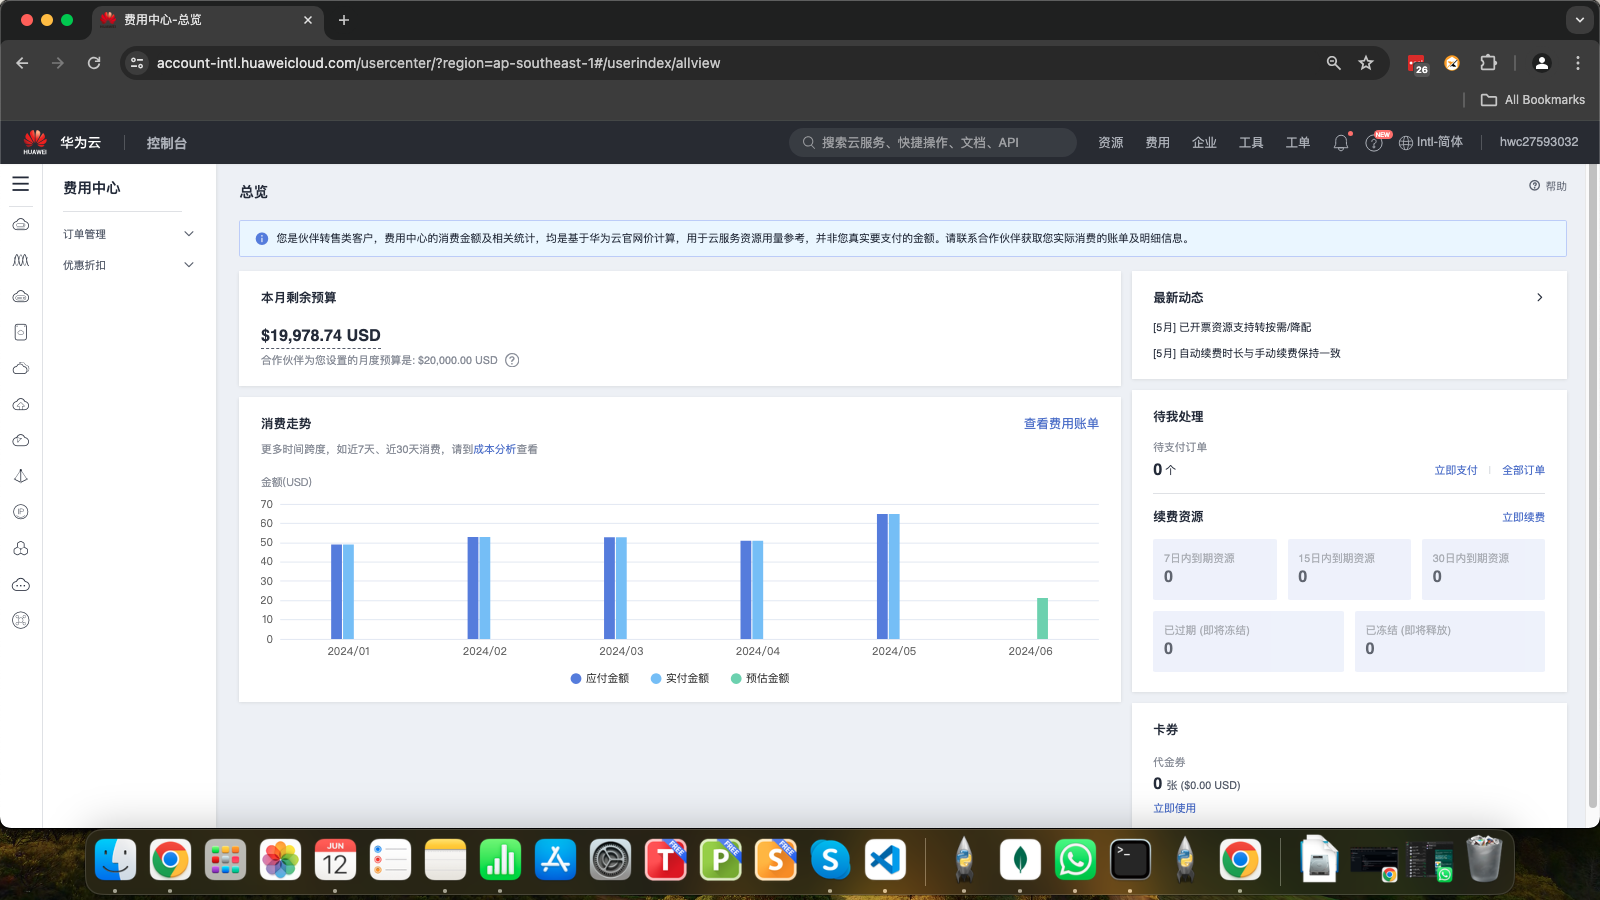 费用中心-总览
account-intl.huaweicloud.com/usercenter/?region=ap-southeast-1#/userindex/allview
26
All Bookmarks
HUAWEI
华为云
控制台
搜索云服务、快捷操作、文档、API
资源
费用
企业
工具
工单
NEW
Intl-简体
hwc27593032
费用中心
订单管理
优惠折扣
总览
帮助
您是伙伴转售类客户，费用中心的消费金额及相关统计，均是基于华为云官网价计算，用于云服务资源用量参考，并非您真实要支付的金额。请联系合作伙伴获取您实际消费的账单及明细信息。
本月剩余预算
$19,978.74 USD
合作伙伴为您设置的月度预算是: $20,000.00 USD
最新动态
[5月] 已开票资源支持转按需/降配
[5月] 自动续费时长与手动续费保持一致
消费走势
查看费用账单
更多时间跨度，如近7天、近30天消费，请到成本分析查看
金额(USD)
70
60
50
40
30
20
10
0
2024/01
2024/02
2024/03
2024/04
2024/05
2024/06
应付金额
实付金额
预估金额
待我处理
待支付订单
0 个
立即支付
全部订单
续费资源
立即续费
7日内到期资源
0
15日内到期资源
0
30日内到期资源
0
已过期 (即将冻结)
0
已冻结 (即将释放)
0
卡券
代金券
0 张 ($0.00 USD)
立即使用
IP
JUN
12
T
FREE
P
FREE
S
FREE
S
>_